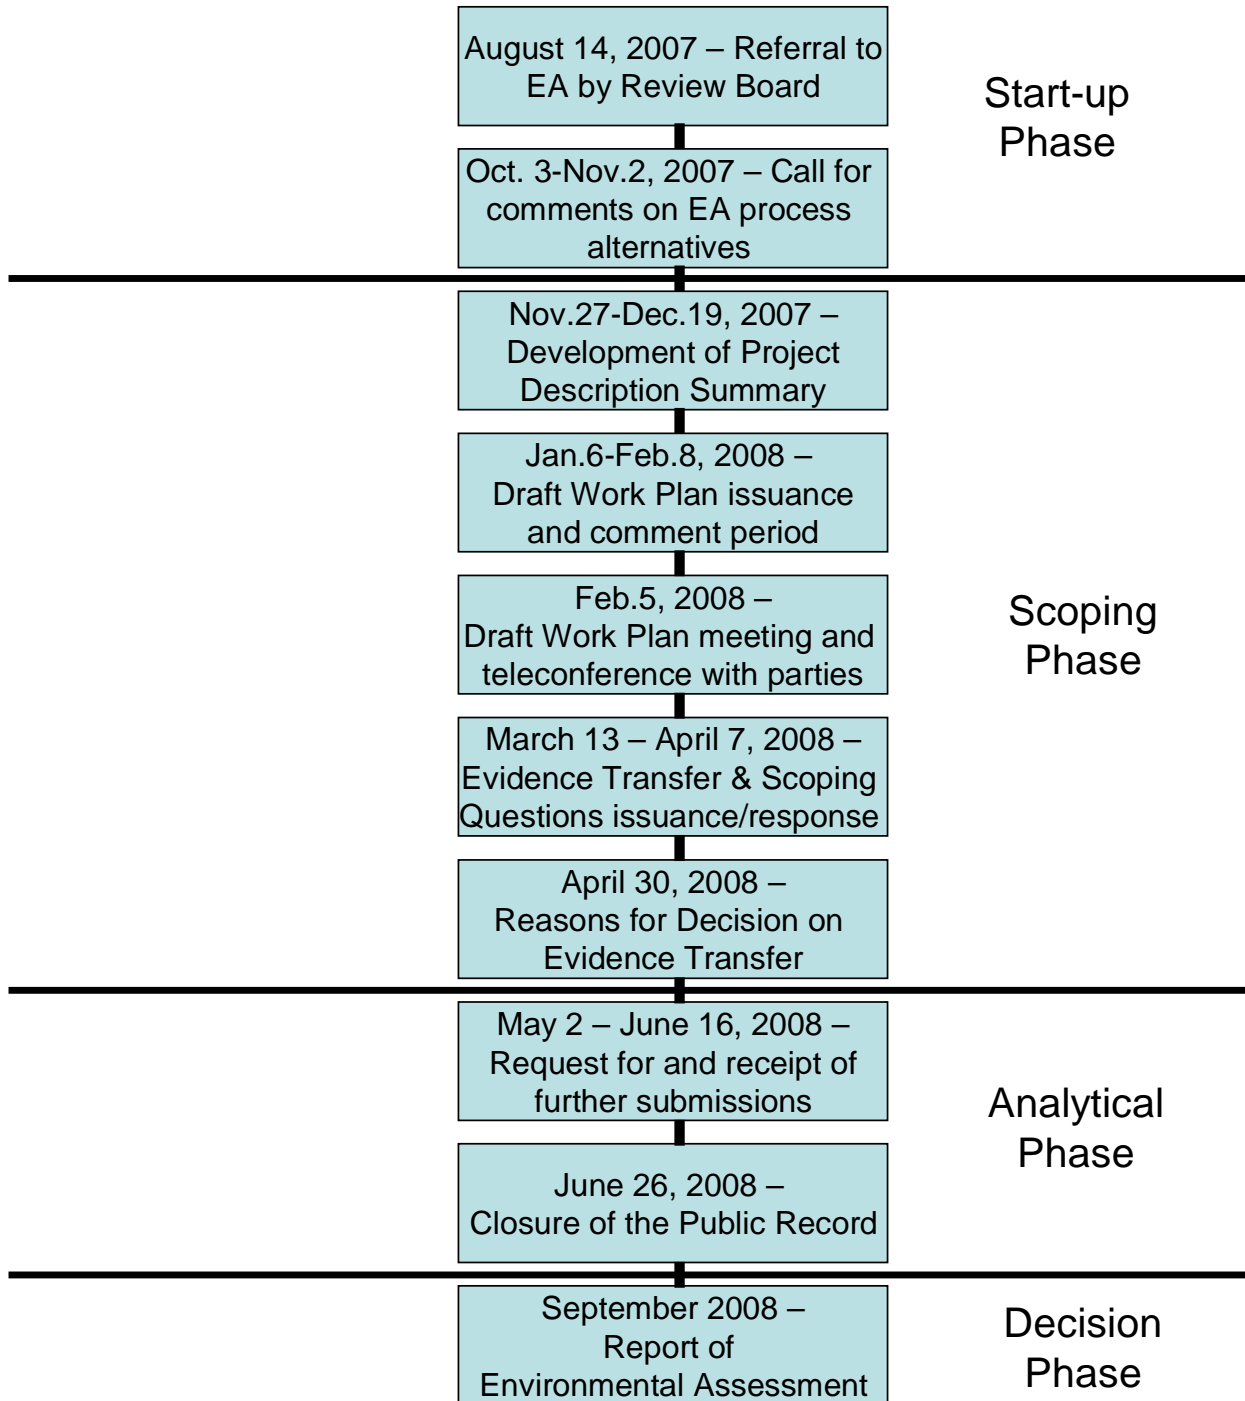 August 14, 2007 – Referral to
EA by Review Board
Start-up
Phase
Oct. 3-Nov.2, 2007 – Call for
comments on EA process
alternatives
Nov.27-Dec.19, 2007 –
Development of Project
Description Summary
Jan.6-Feb.8, 2008 –
Draft Work Plan issuance
and comment period
Feb.5, 2008 –
Draft Work Plan meeting and
teleconference with parties
Scoping
Phase
March 13 – April 7, 2008 –
Evidence Transfer & Scoping
Questions issuance/response
April 30, 2008 –
Reasons for Decision on
Evidence Transfer
May 2 – June 16, 2008 –
Request for and receipt of
further submissions
Analytical
Phase
June 26, 2008 –
Closure of the Public Record
September 2008 –
Report of
Environmental Assessment
Decision
Phase